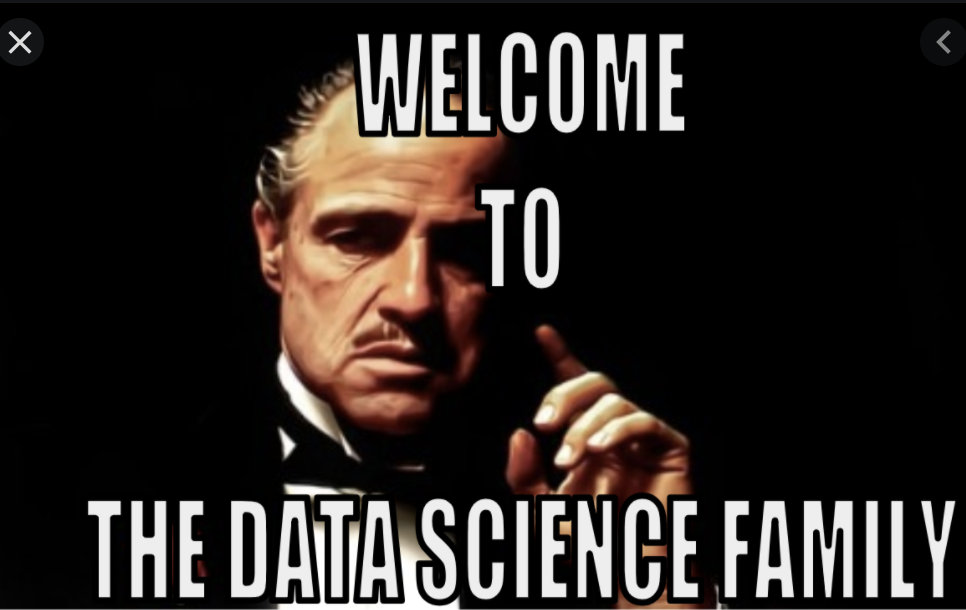 WELCOME
TO
THE DATA SCIENCE FAMILY